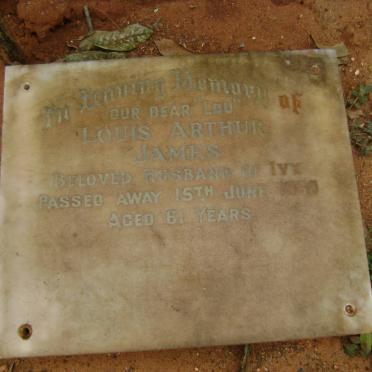 In Loving Memory of
"OUR DEAR "LOU"
LOUIS ARTHUR
JAMES
BELOVED HUSBAND OF IVY
PASSED AWAY 15TH JUNE
AGED 61 YEARS